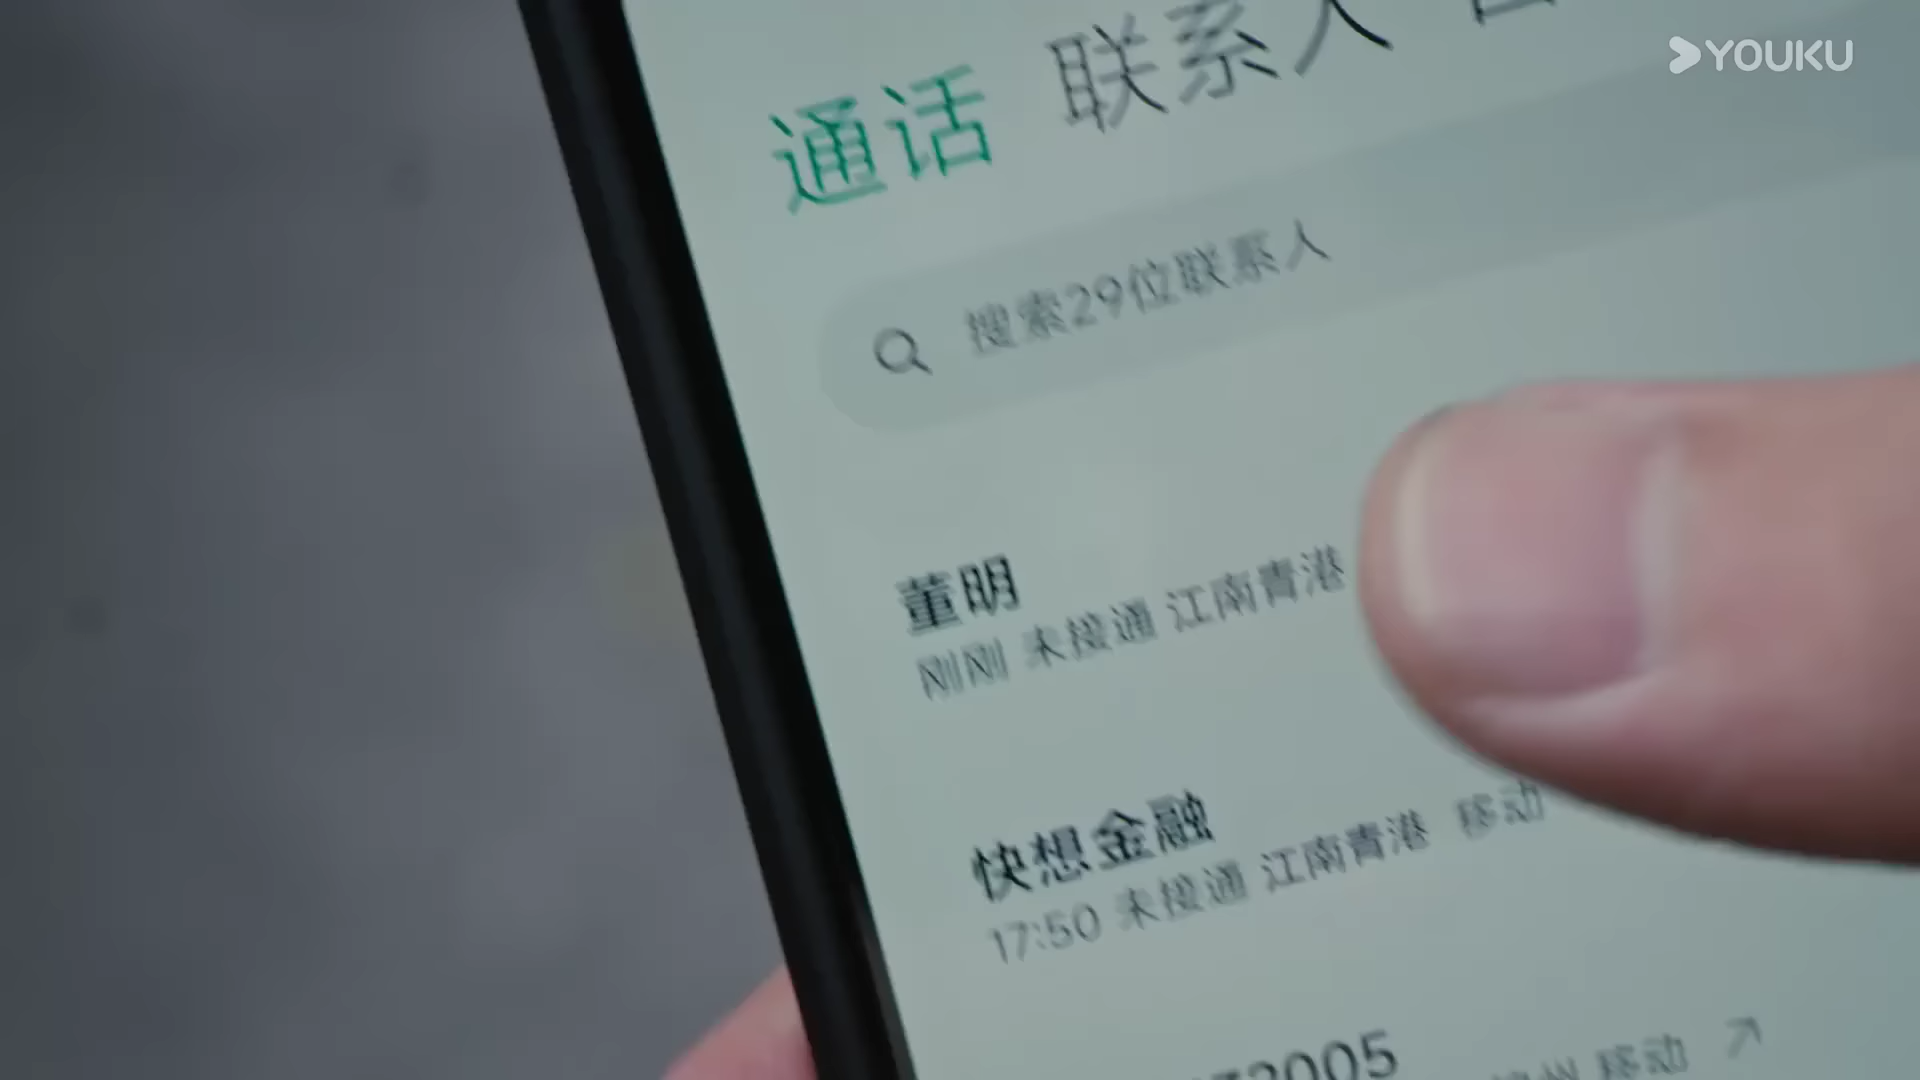 YOUKU
通话 联系人
搜索29位联系人
董明
刚刚 未接通 江南青港
快想金融
17:50 未接通 江南青港 移动
2005
移动